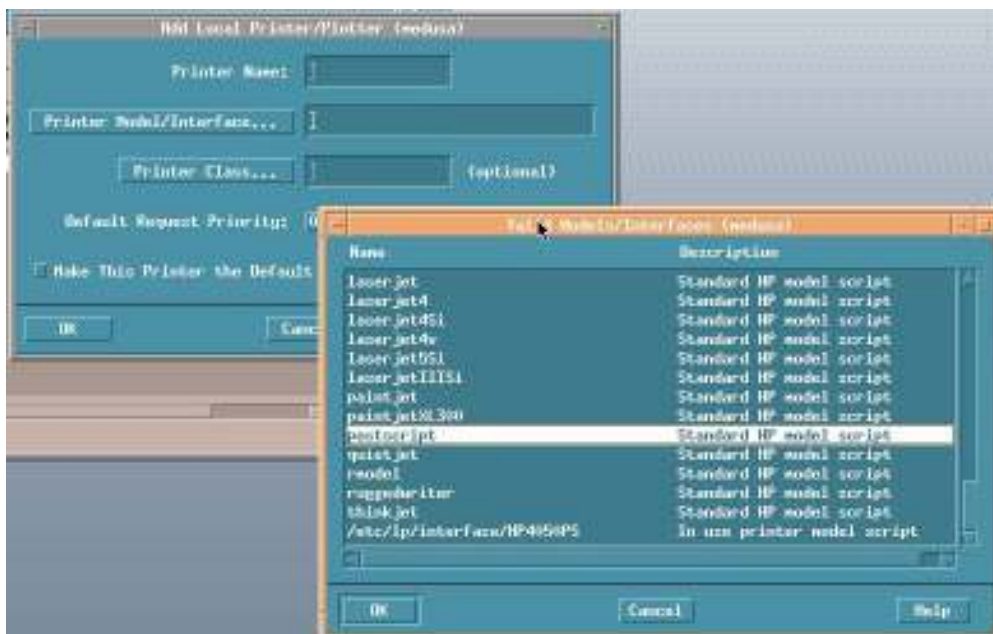 Add Local Printer/Plotter (medusa)
Printer Name:
Printer Model/Interface...
Printer Class...
(optional)
Default Request Priority: 0
Make This Printer the Default
OK
Canc
Models/Interfaces (medusa)
Name Description
laserjet Standard HP model script
laserjet4 Standard HP model script
laserjet4Si Standard HP model script
laserjet4v Standard HP model script
laserjet5Si Standard HP model script
laserjetIIISi Standard HP model script
paintjet Standard HP model script
paintjetXL300 Standard HP model script
postscript Standard HP model script
quietjet Standard HP model script
rmodel Standard HP model script
ruggedwriter Standard HP model script
thinkjet Standard HP model script
/etc/lp/interface/ In use printer model script
OK
Cancel
Help